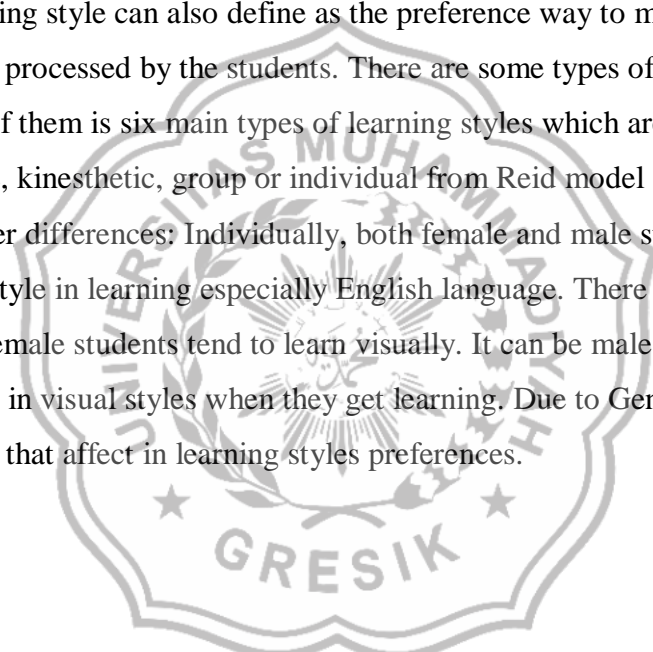 ing style can also define as the preference way to m
processed by the students. There are some types of
f them is six main types of learning styles which ar
, kinesthetic, group or individual from Reid model
er differences: Individually, both female and male s
tyle in learning especially English language. There
emale students tend to learn visually. It can be male
in visual styles when they get learning. Due to Gen
that affect in learning styles preferences.
UNIVERSITAS MUHAMMADIYAH
GRESIK